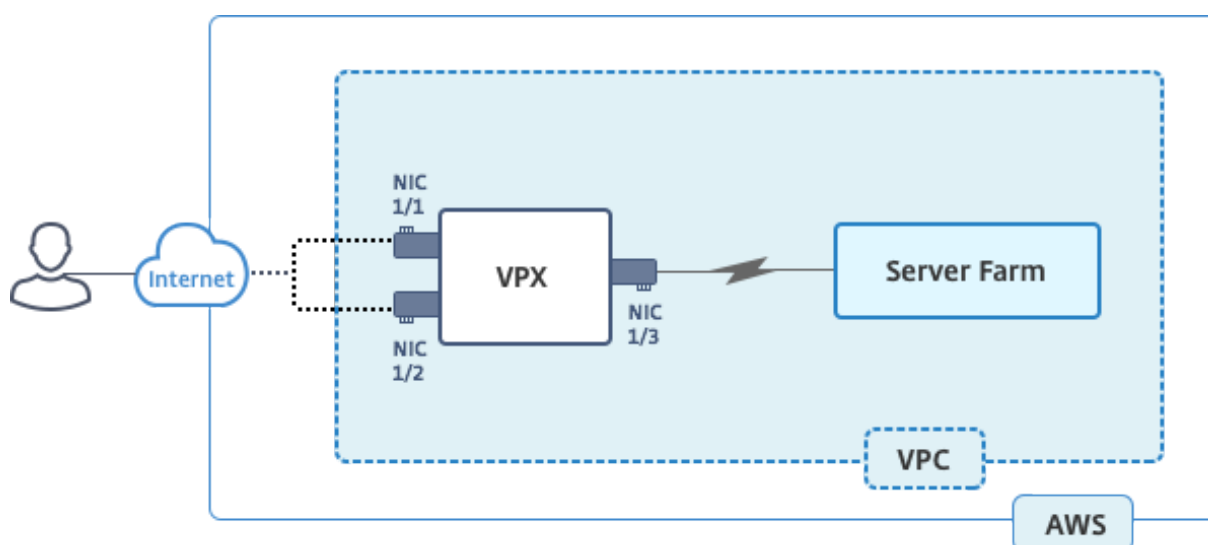 NIC
1/1
Internet
VPX
Server Farm
NIC
1/3
NIC
1/2
VPC
AWS